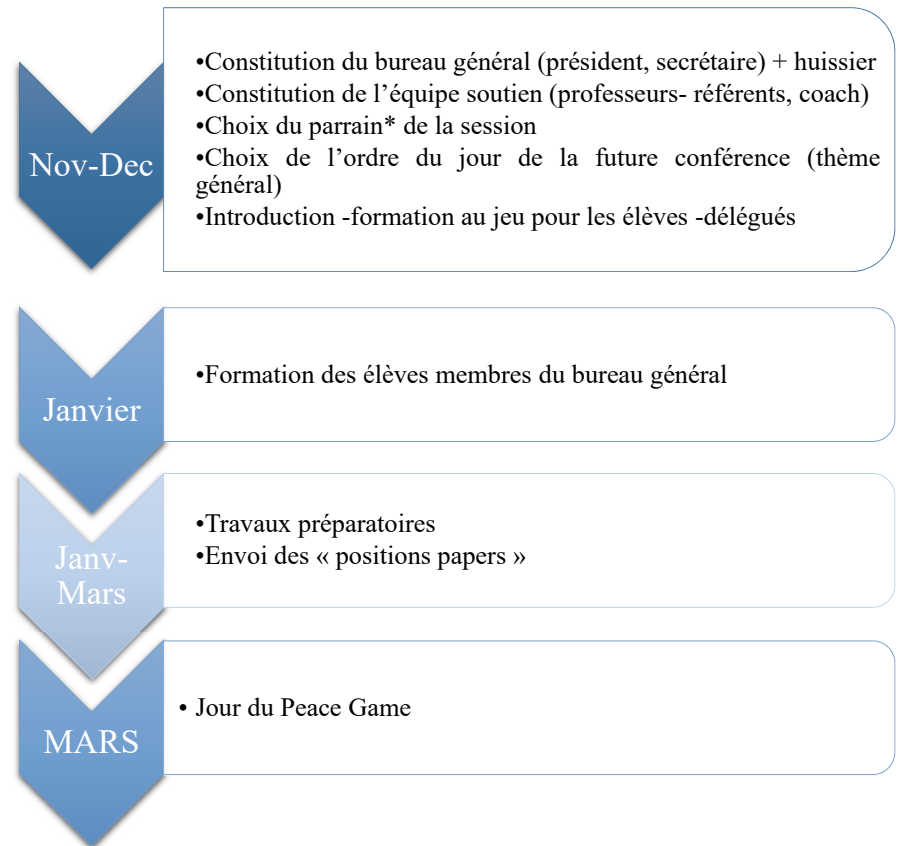 Nov-Dec
•Constitution du bureau général (président, secrétaire) + huissier
•Constitution de l’équipe soutien (professeurs- référents, coach)
•Choix du parrain* de la session
•Choix de l’ordre du jour de la future conférence (thème
général)
•Introduction -formation au jeu pour les élèves -délégués
Janvier
•Formation des élèves membres du bureau général
Janv-
Mars
•Travaux préparatoires
•Envoi des « positions papers »
MARS
• Jour du Peace Game